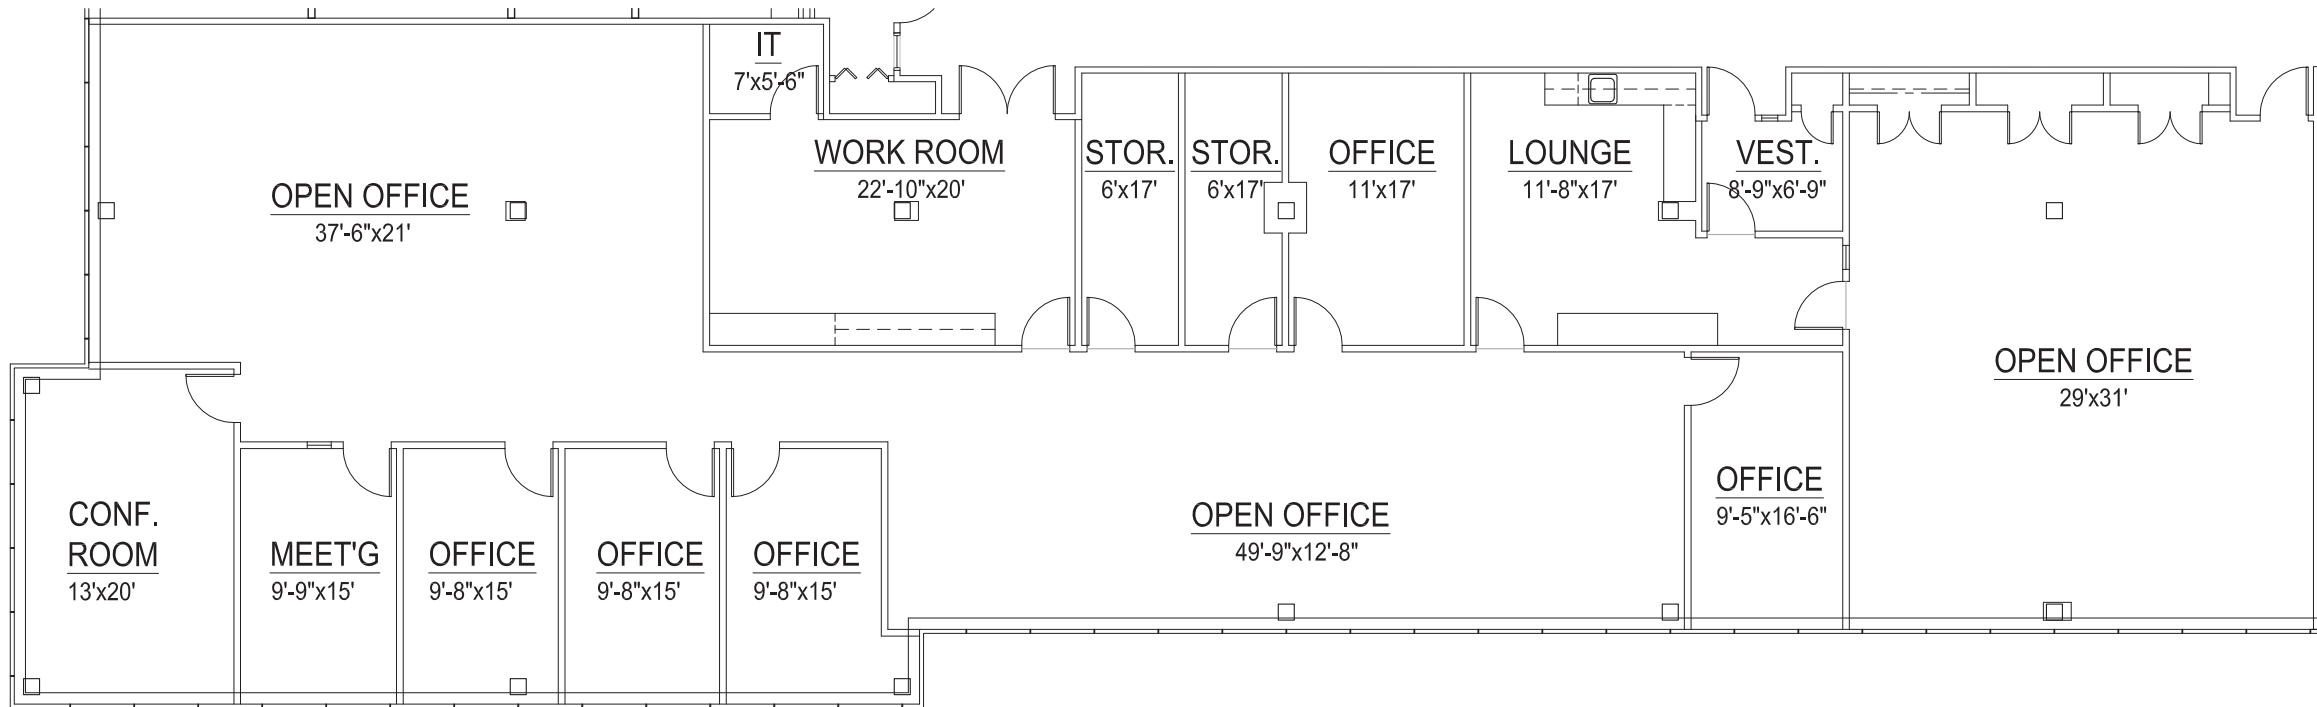 IT
7'x5'-6"
OPEN OFFICE
37'-6"x21'
WORK ROOM
22'-10"x20'
STOR.
6'x17'
STOR.
6'x17'
OFFICE
11'x17'
LOUNGE
11'-8"x17'
VEST.
8'-9"x6'-9"
OPEN OFFICE
29'x31'
CONF.
ROOM
13'x20'
MEET'G
9'-9"x15'
OFFICE
9'-8"x15'
OFFICE
9'-8"x15'
OFFICE
9'-8"x15'
OPEN OFFICE
49'-9"x12'-8"
OFFICE
9'-5"x16'-6"